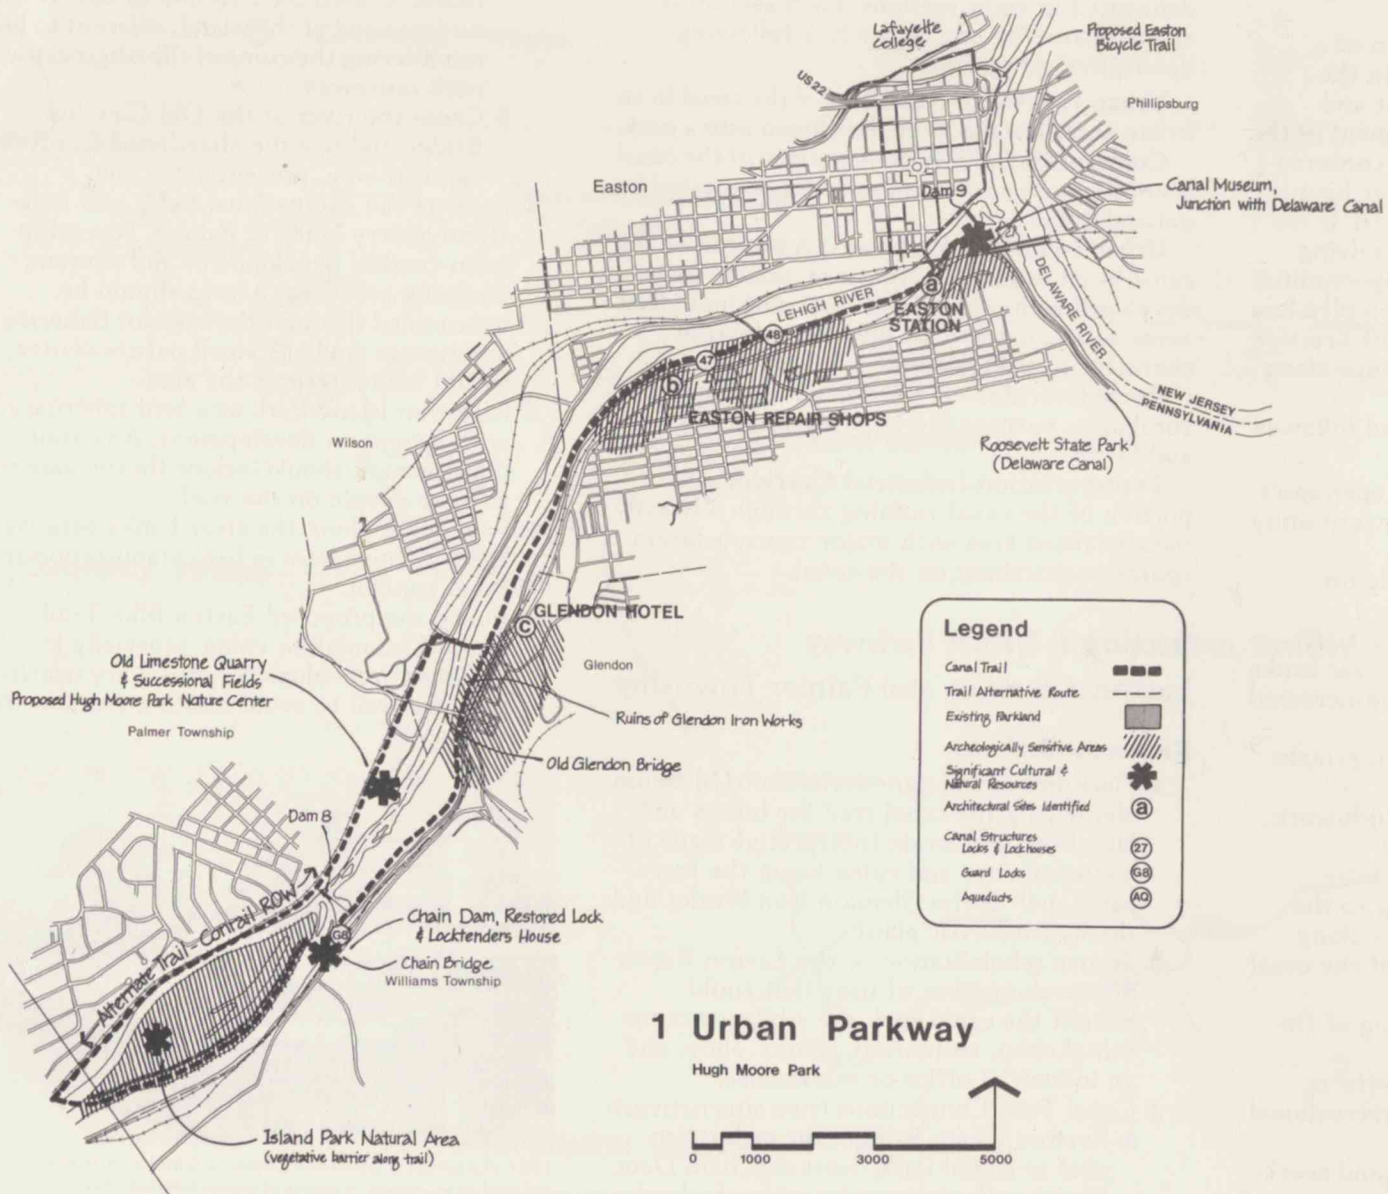 Lafayette
College
Proposed Easton
Bicycle Trail
US 22
Phillipsburg
Easton
Dam 9
Canal Museum,
Junction with Delaware Canal
LEHIGH RIVER
a
EASTON
STATION
DELAWARE RIVER
48
47
b
EASTON REPAIR SHOPS
NEW JERSEY
PENNSYLVANIA
Wilson
Roosevelt State Park
(Delaware Canal)
C
GLENDON HOTEL
Glendon
Old Limestone Quarry
& Successional Fields
Proposed Hugh Moore Park Nature Center
Palmer Township
Ruins of Glendon Iron Works
Old Glendon Bridge
Dam 8
Alternate Trail - Conrail ROW
G8
Chain Dam, Restored Lock
& Locktenders House
Chain Bridge
Williams Township
Island Park Natural Area
(vegetative barrier along trail)
Legend
Canal Trail
Trail Alternative Route
Existing Parkland
Archeologically Sensitive Areas
Significant Cultural &
Natural Resources
Architectural Sites Identified
a
Canal Structures
Locks & Lockhouses
27
Guard Locks
G8
Aqueducts
AQ
1 Urban Parkway
Hugh Moore Park
0 1000 3000 5000